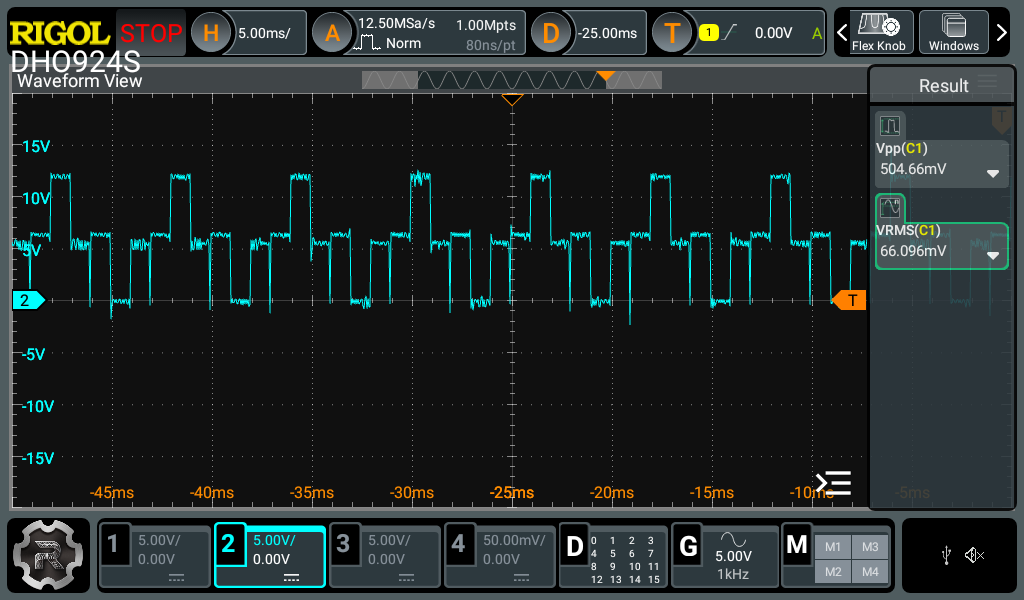 RIGOL STOP H 5.00ms/ A 12.50MSa/s 1.00Mpts Norm 80ns/pt D -25.00ms T 1 0.00V A Flex Knob Windows
DHO924S
Waveform View
Result
T
Vpp(C1)
504.66mV
VRMS(C1)
66.096mV
15V
10V
5V
2
T
-5V
-10V
-15V
-45ms -40ms -35ms -30ms -25ms -20ms -15ms -10ms -5ms
1 5.00V/ 0.00V
2 5.00V/ 0.00V
3 5.00V/ 0.00V
4 50.00mV/ 0.00V
D 0 1 2 3
4 5 6 7
8 9 10 11
12 13 14 15
G 5.00V 1kHz
M M1 M3
M2 M4
R